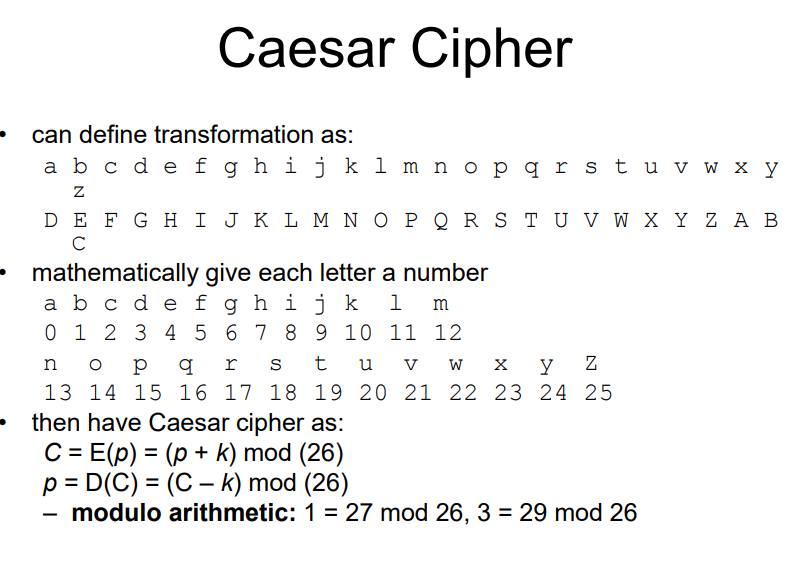 Caesar Cipher
• can define transformation as:
a b c d e f g h i j k l m n o p q r s t u v w x y
z
D E F G H I J K L M N O P Q R S T U V W X Y Z A B
C
• mathematically give each letter a number
a b c d e f g h i j k l m
0 1 2 3 4 5 6 7 8 9 10 11 12
n o p q r s t u v w x y Z
13 14 15 16 17 18 19 20 21 22 23 24 25
• then have Caesar cipher as:
C = E(p) = (p + k) mod (26)
p = D(C) = (C – k) mod (26)
– modulo arithmetic: 1 = 27 mod 26, 3 = 29 mod 26